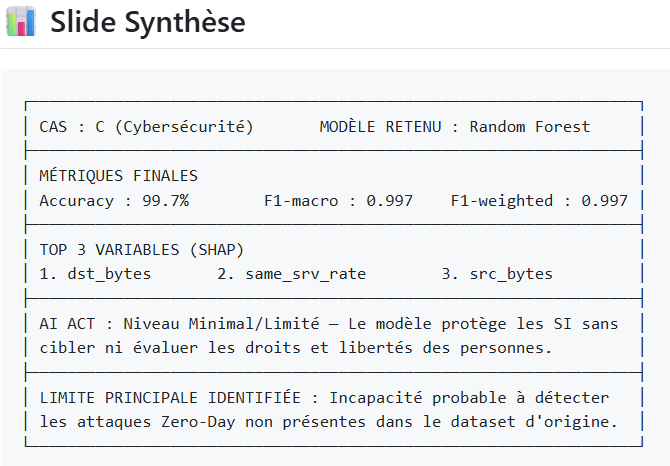 Slide Synthèse
CAS : C (Cybersécurité) MODÈLE RETENU : Random Forest
MÉTRIQUES FINALES
Accuracy : 99.7% F1-macro : 0.997 F1-weighted : 0.997
TOP 3 VARIABLES (SHAP)
1. dst_bytes 2. same_srv_rate 3. src_bytes
AI ACT : Niveau Minimal/Limité — Le modèle protège les SI sans
cibler ni évaluer les droits et libertés des personnes.
LIMITE PRINCIPALE IDENTIFIÉE : Incapacité probable à détecter
les attaques Zero-Day non présentes dans le dataset d'origine.